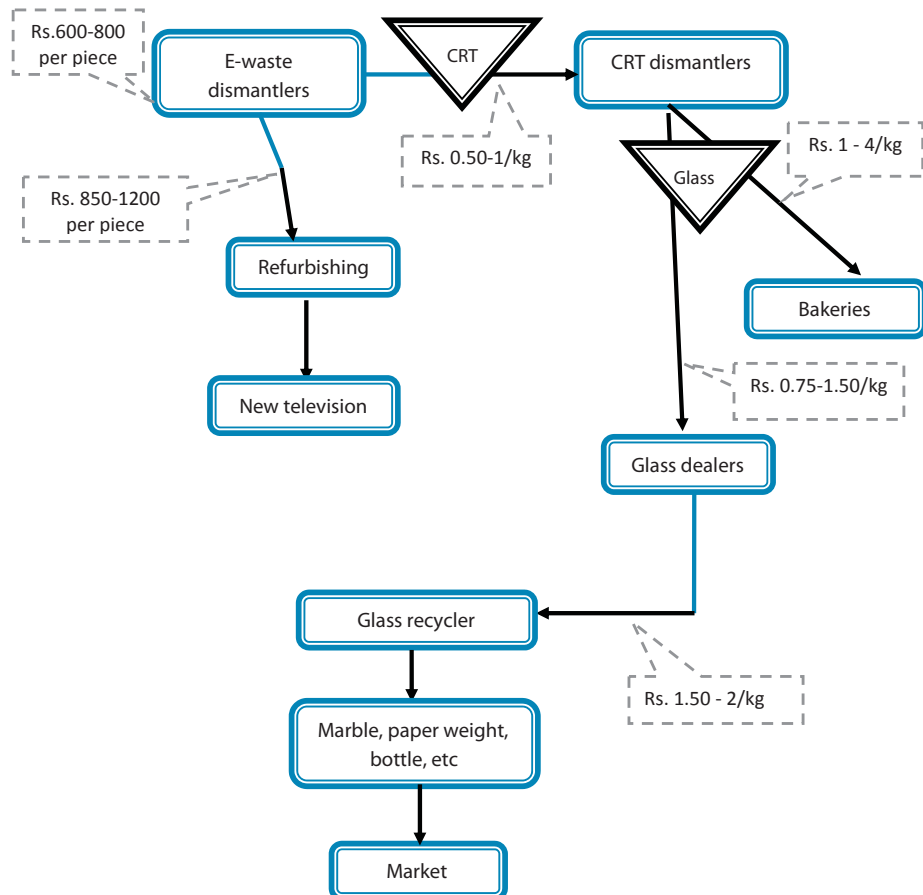 Rs.600-800
per piece
E-waste
dismantlers
CRT
CRT dismantlers
Rs. 0.50-1/kg
Rs. 1 - 4/kg
Glass
Rs. 850-1200
per piece
Refurbishing
Bakeries
Rs. 0.75-1.50/kg
New television
Glass dealers
Glass recycler
Rs. 1.50 - 2/kg
Marble, paper weight,
bottle, etc
Market